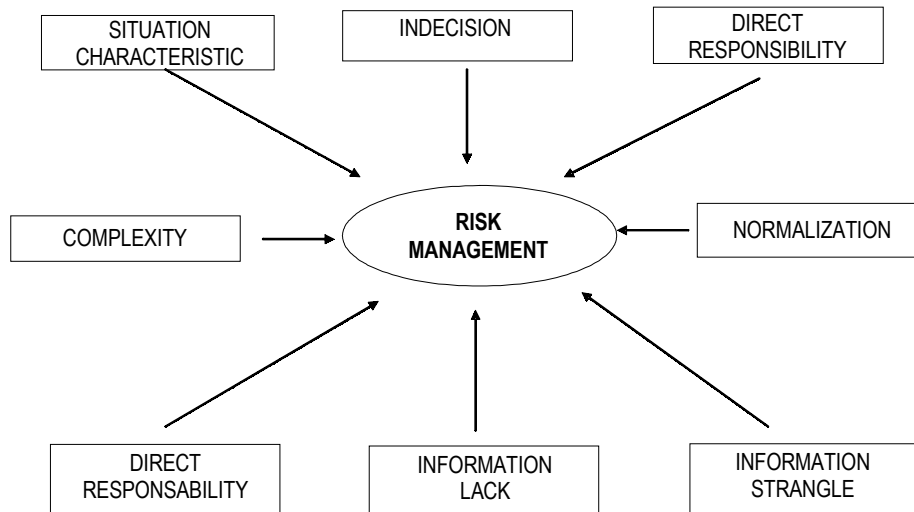 SITUATION
CHARACTERISTIC
INDECISION
DIRECT
RESPONSIBILITY
COMPLEXITY
RISK
MANAGEMENT
NORMALIZATION
DIRECT
RESPONSABILITY
INFORMATION
LACK
INFORMATION
STRANGLE